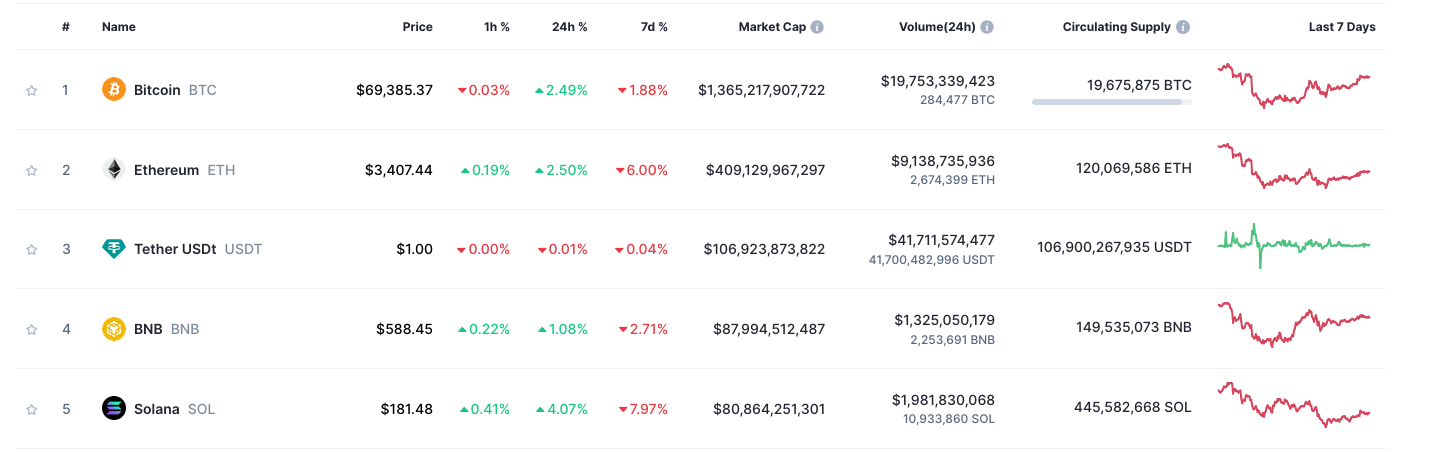 # Name Price 1h % 24h % 7d % Market Cap Volume(24h) Circulating Supply Last 7 Days
1 Bitcoin BTC $69,385.37 0.03% 2.49% 1.88% $1,365,217,907,722 $19,753,339,423 19,675,875 BTC
284,477 BTC
2 Ethereum ETH $3,407.44 0.19% 2.50% 6.00% $409,129,967,297 $9,138,735,936 120,069,586 ETH
2,674,399 ETH
3 Tether USDt USDT $1.00 0.00% 0.01% 0.04% $106,923,873,822 $41,711,574,477 106,900,267,935 USDT
41,700,482,996 USDT
4 BNB BNB $588.45 0.22% 1.08% 2.71% $87,994,512,487 $1,325,050,179 149,535,073 BNB
2,253,691 BNB
5 Solana SOL $181.48 0.41% 4.07% 7.97% $80,864,251,301 $1,981,830,068 445,582,668 SOL
10,933,860 SOL